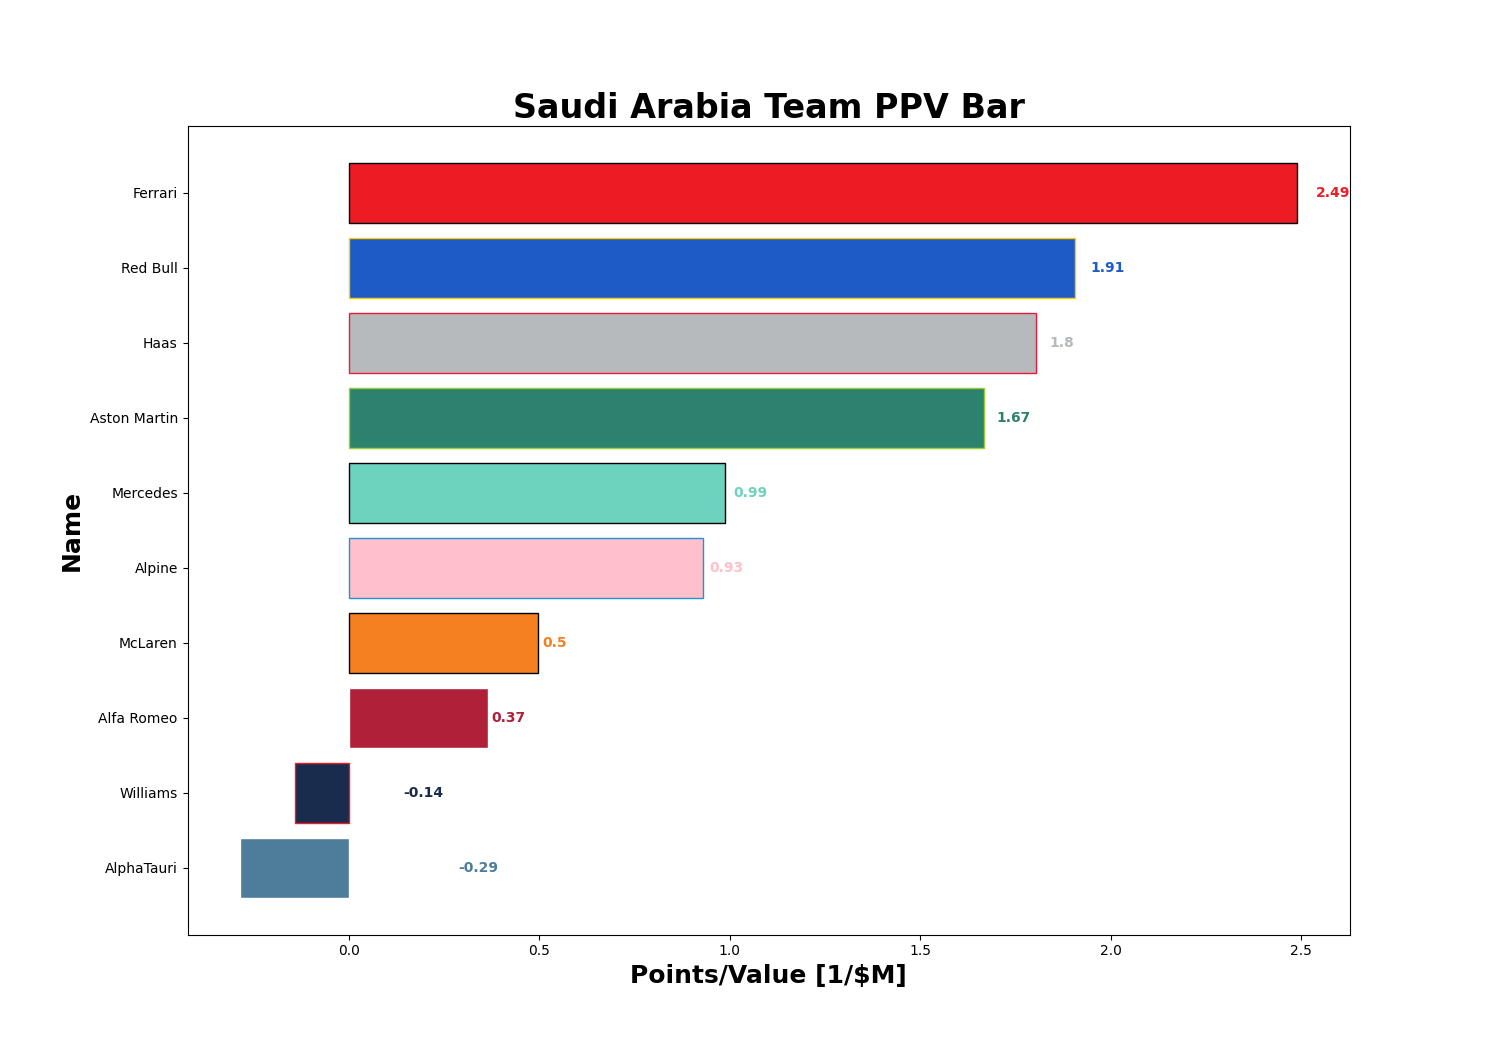 Saudi Arabia Team PPV Bar
Ferrari 2.49
Red Bull 1.91
Haas 1.8
Aston Martin 1.67
Mercedes 0.99
Alpine 0.93
McLaren 0.5
Alfa Romeo 0.37
Williams -0.14
AlphaTauri -0.29
Name
0.0 0.5 1.0 1.5 2.0 2.5
Points/Value [1/$M]